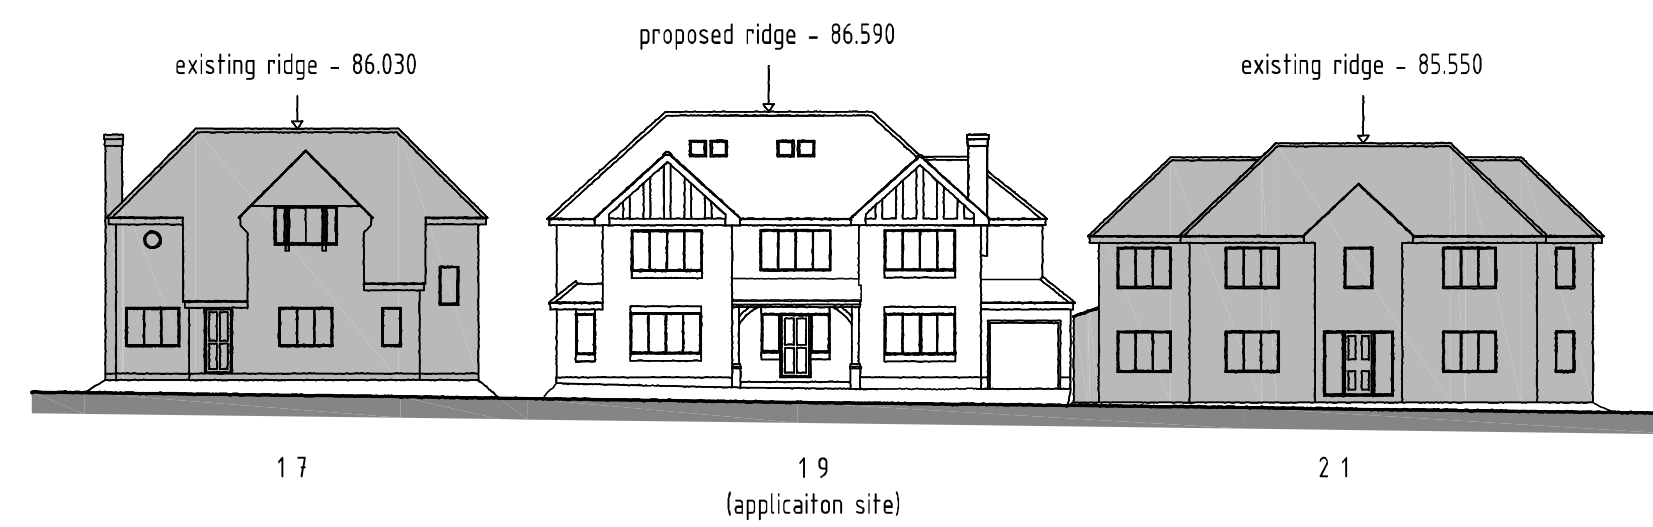 proposed ridge - 86.590
existing ridge - 86.030
existing ridge - 85.550
17
19
21
(applicaiton site)